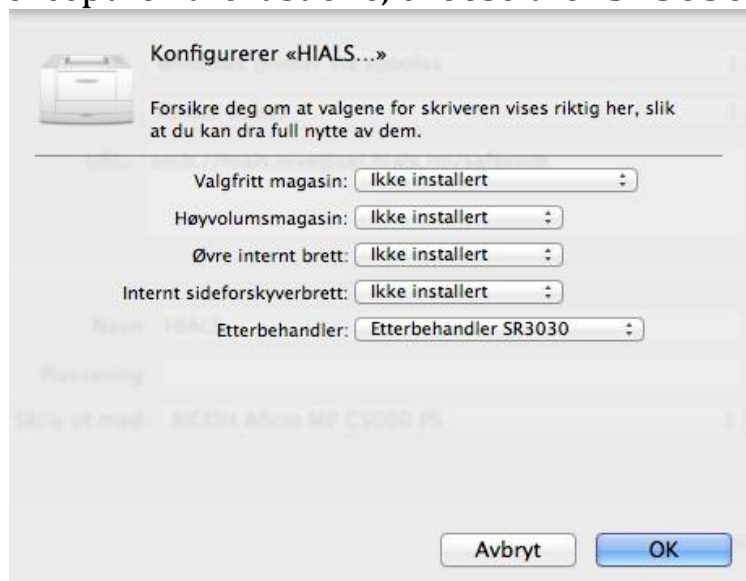 Konfigurerer «HIALS...»
Forsikre deg om at valgene for skriveren vises riktig her, slik
at du kan dra full nytte av dem.
Valgfritt magasin: Ikke installert
Høyvolumsmagasin: Ikke installert
Øvre internt brett: Ikke installert
Internt sideforskyverbrett: Ikke installert
Etterbehandler: Etterbehandler SR3030
Navn: HIALS
Plassering:
Skriv ut med: RICOH Aficio MP C5000 PS
Avbryt OK